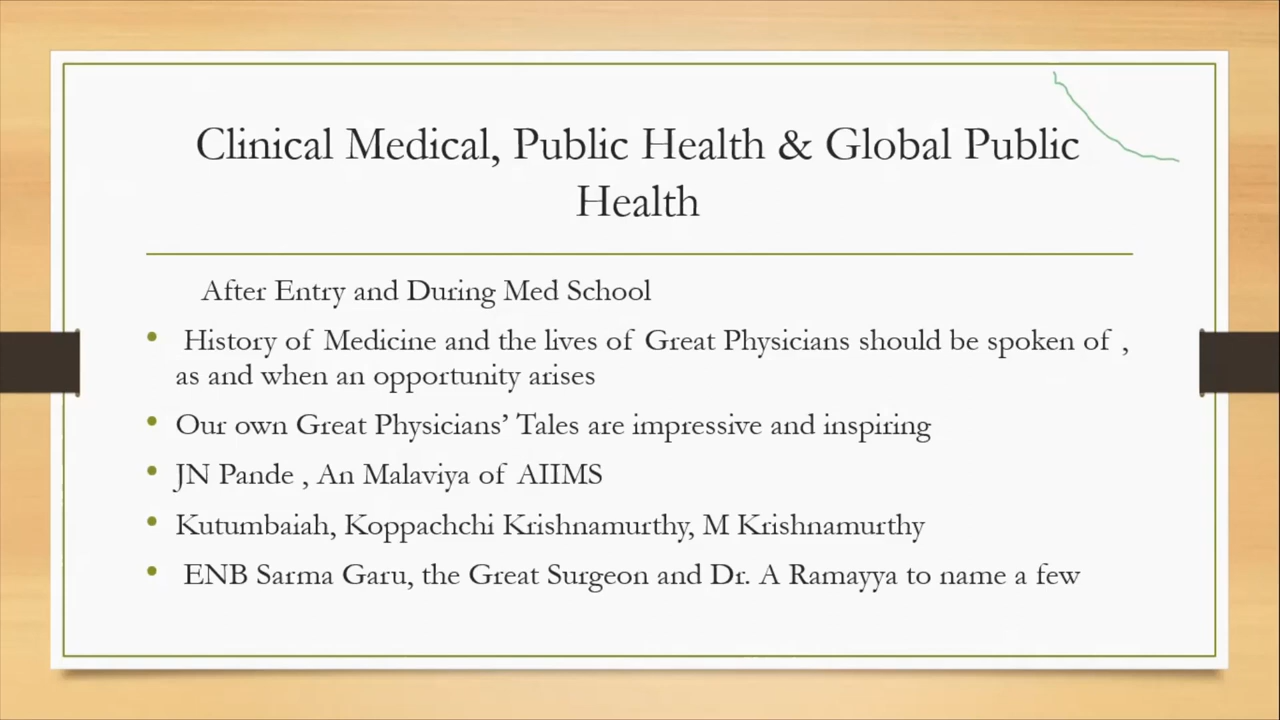 Clinical Medical, Public Health & Global Public
Health
After Entry and During Med School
• History of Medicine and the lives of Great Physicians should be spoken of ,
as and when an opportunity arises
• Our own Great Physicians’ Tales are impressive and inspiring
• JN Pande , An Malaviya of AIIMS
• Kutumbaiah, Koppachchi Krishnamurthy, M Krishnamurthy
• ENB Sarma Garu, the Great Surgeon and Dr. A Ramayya to name a few